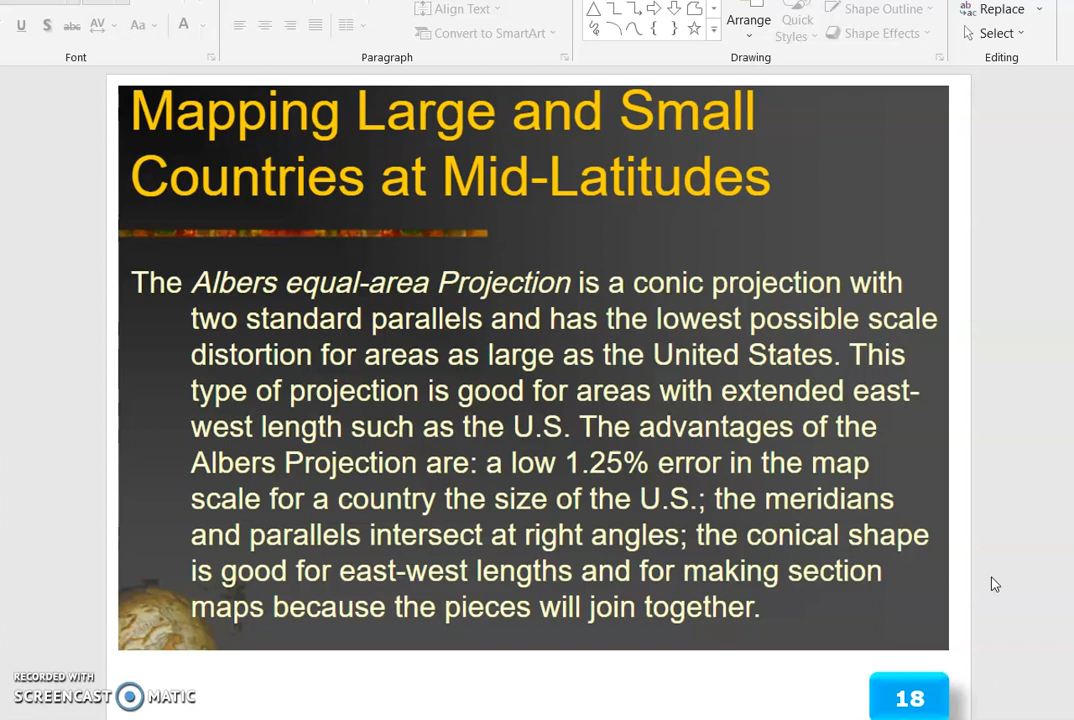 Align Text
Replace
U S abc AV Aa A
Convert to SmartArt
Arrange
Quick
Styles
Shape Outline
Shape Effects
Select
Font
Paragraph
Drawing
Editing
Mapping Large and Small
Countries at Mid-Latitudes
The Albers equal-area Projection is a conic projection with
two standard parallels and has the lowest possible scale
distortion for areas as large as the United States. This
type of projection is good for areas with extended east-
west length such as the U.S. The advantages of the
Albers Projection are: a low 1.25% error in the map
scale for a country the size of the U.S.; the meridians
and parallels intersect at right angles; the conical shape
is good for east-west lengths and for making section
maps because the pieces will join together.
RECORDED WITH
SCREENCAST MATIC
18